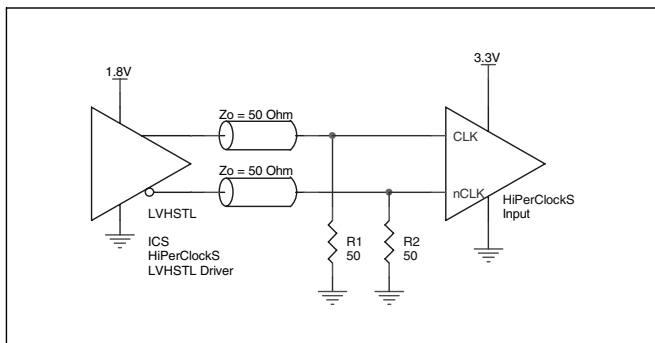 1.8V
3.3V
Zo = 50 Ohm
CLK
Zo = 50 Ohm
nCLK
HiPerClockS
Input
LVHSTL
ICS
HiPerClockS
LVHSTL Driver
R1
50
R2
50